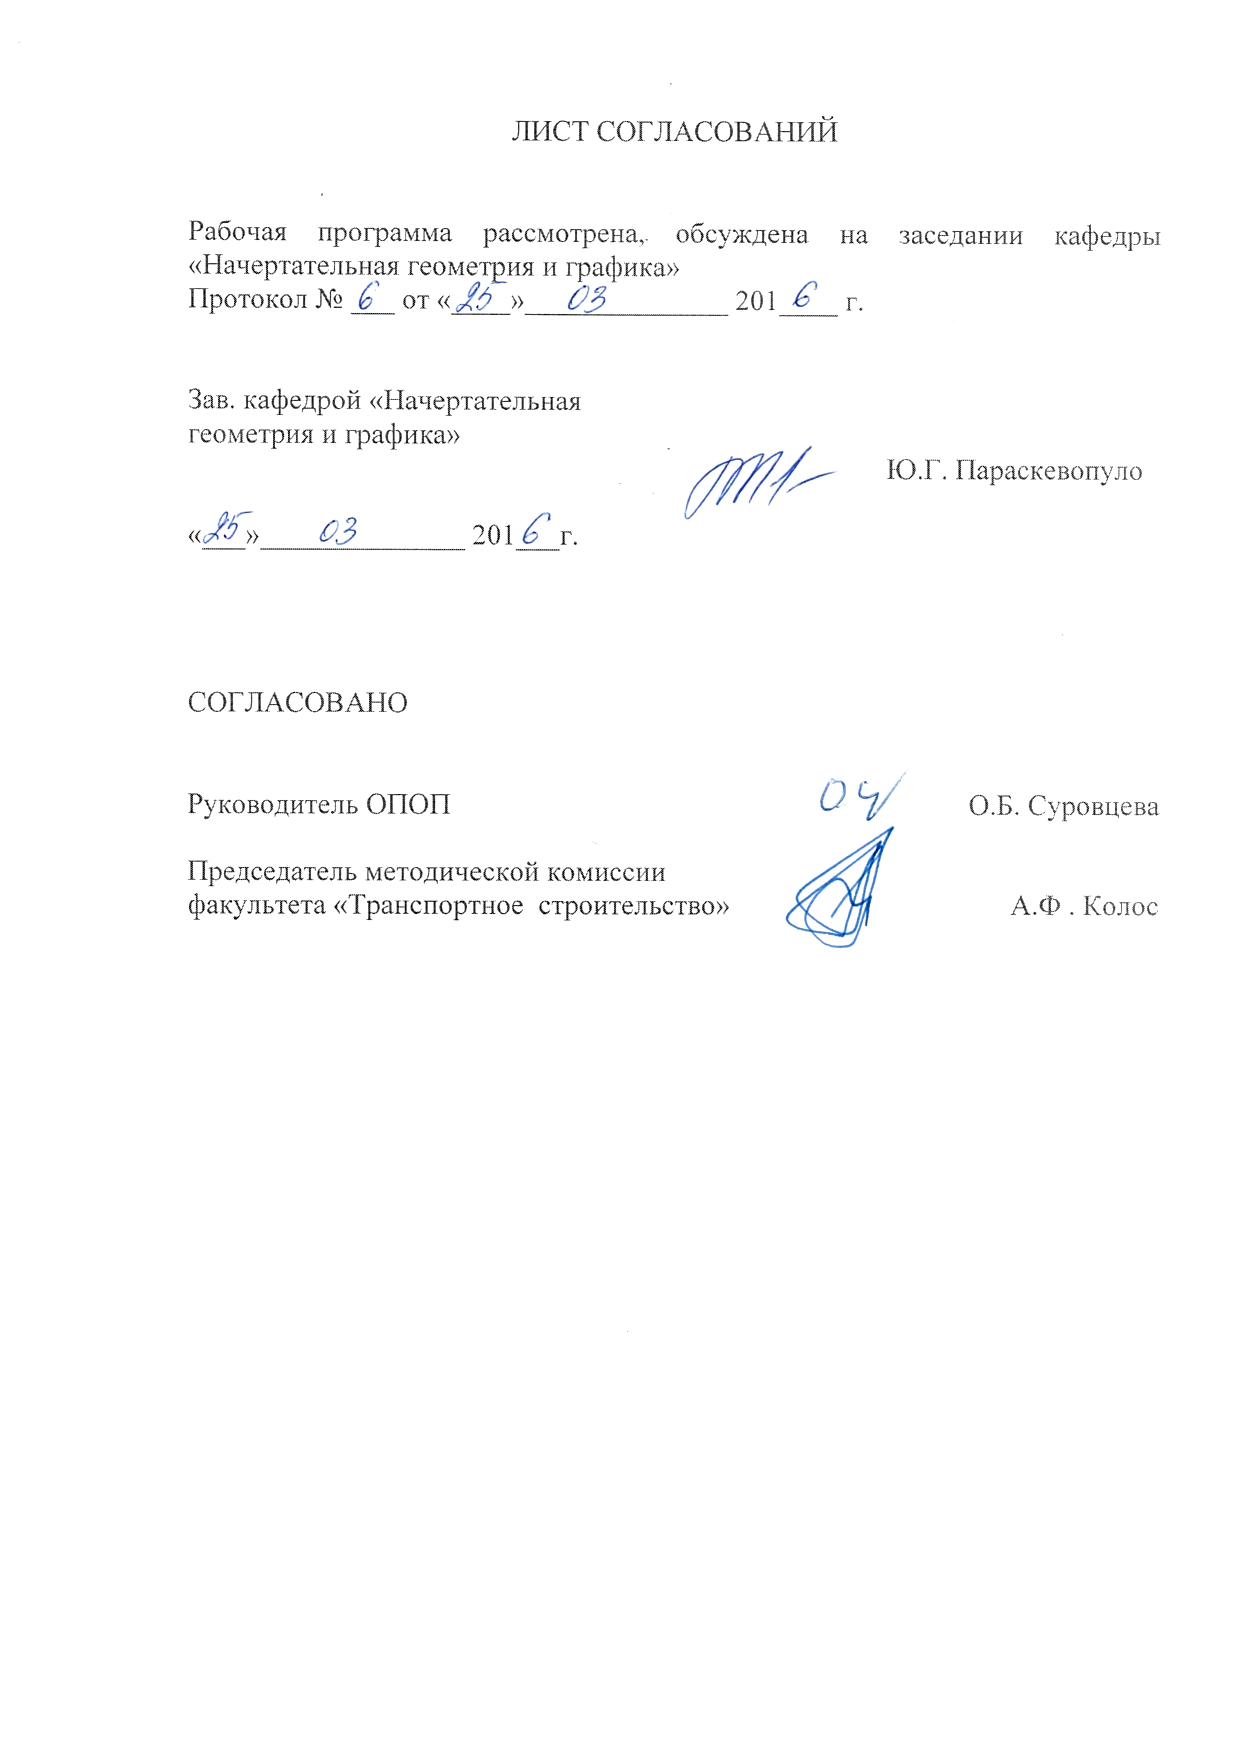 ЛИСТ СОГЛАСОВАНИЙ
Рабочая программа рассмотрена, обсуждена на заседании кафедры
«Начертательная геометрия и графика»
Протокол № 6 от «25» 03 2016 г.
Зав. кафедрой «Начертательная
геометрия и графика»
Ю.Г. Параскевопуло
«25» 03 2016 г.
СОГЛАСОВАНО
Руководитель ОПОП О.Б. Суровцева
Председатель методической комиссии
факультета «Транспортное строительство» А.Ф . Колос